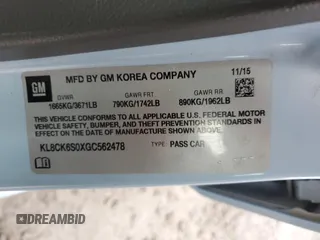 GM
MFD BY GM KOREA COMPANY 11/15
GVWR GAWR FRT. GAWR RR.
1665KG/3671LB 790KG/1742LB 890KG/1962LB
THIS VEHICLE CONFORMS TO ALL APPLICABLE U.S. FEDERAL MOTOR
VEHICLE SAFETY, BUMPER, AND THEFT PREVENTION STANDARDS IN
EFFECT ON THE DATE OF MANUFACTURE SHOWN ABOVE.
KL8CK6S0XGC562478 TYPE: PASS CAR
DREAMBID